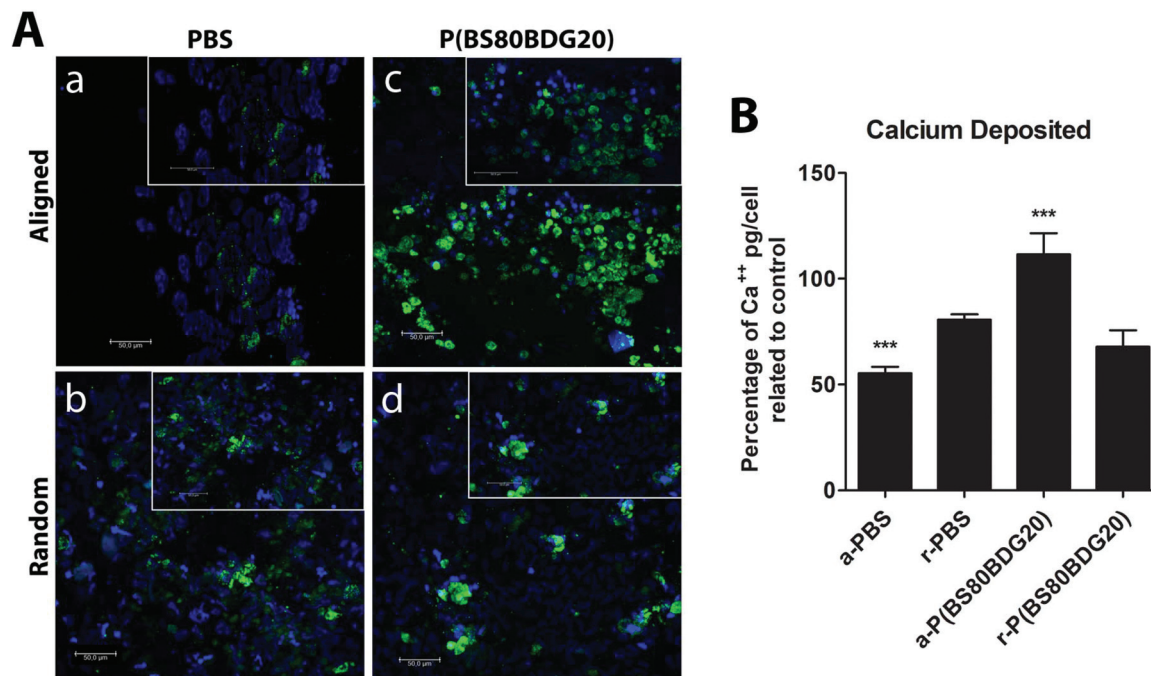 A
PBS
P(BS80BDG20)
Aligned
Random
a
c
50,0 µm
50,0 µm
b
d
50,0 µm
50,0 µm
B
Calcium Deposited
Percentage of Ca⁺⁺ pg/cell
related to control
150
100
50
0
***
***
a-PBS
r-PBS
a-P(BS80BDG20)
r-P(BS80BDG20)